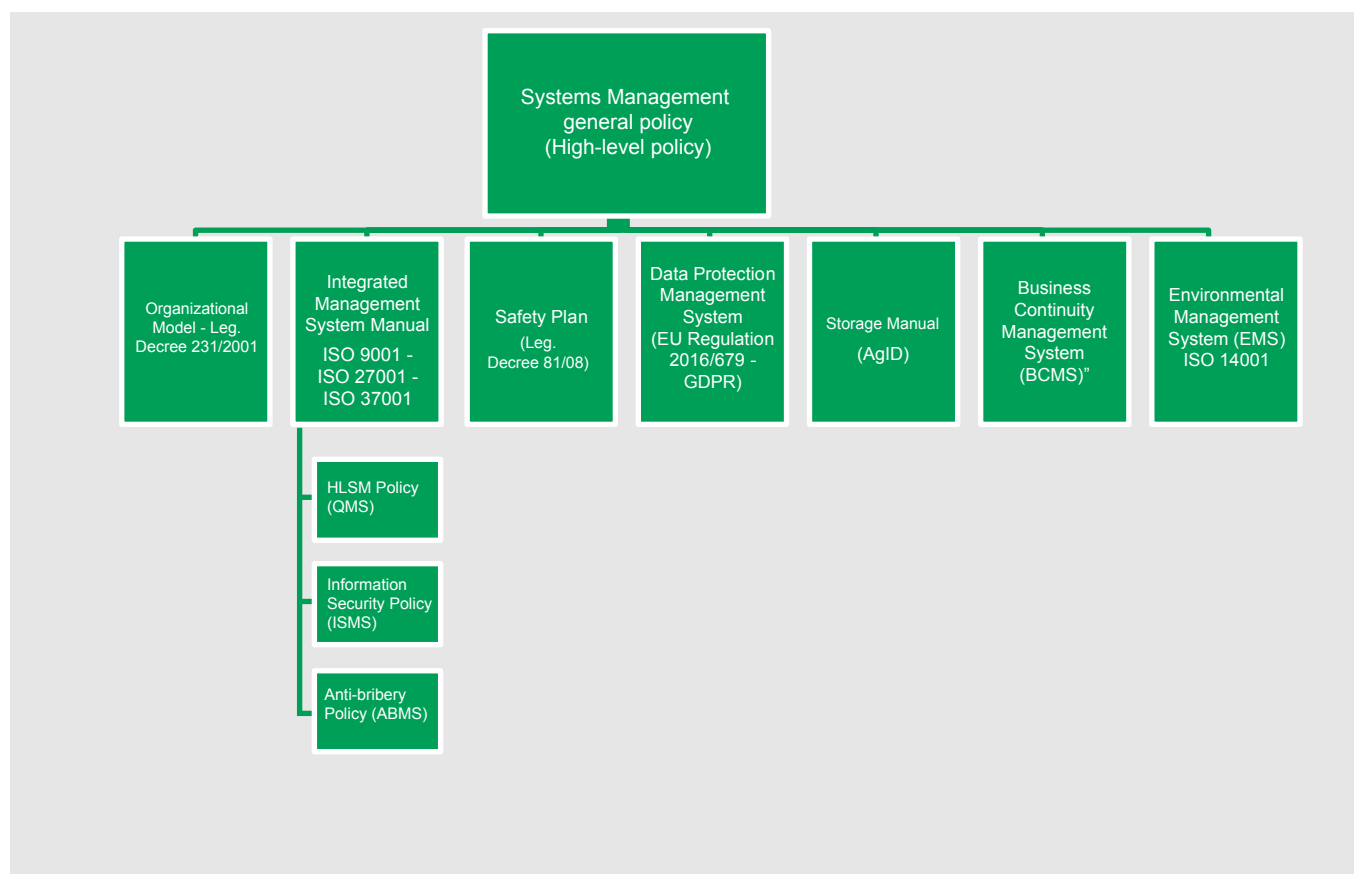 Systems Management
general policy
(High-level policy)
Organizational
Model - Leg.
Decree 231/2001
Integrated
Management
System Manual
ISO 9001 -
ISO 27001 -
ISO 37001
Safety Plan
(Leg.
Decree 81/08)
Data Protection
Management
System
(EU Regulation
2016/679 -
GDPR)
Storage Manual
(AgID)
Business
Continuity
Management
System
(BCMS)”
Environmental
Management
System (EMS)
ISO 14001
HLSM Policy
(QMS)
Information
Security Policy
(ISMS)
Anti-bribery
Policy (ABMS)